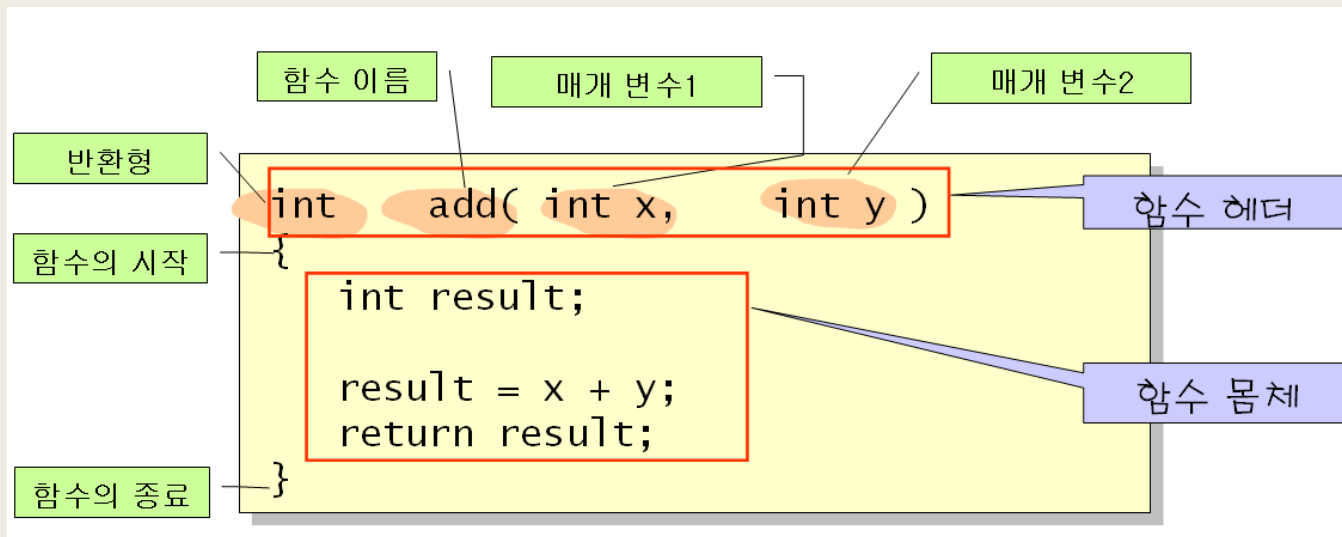 함수 이름
매개 변수1
매개 변수2
반환형
int add( int x, int y )
함수 헤더
함수의 시작
{
int result;
result = x + y;
return result;
함수 몸체
}
함수의 종료